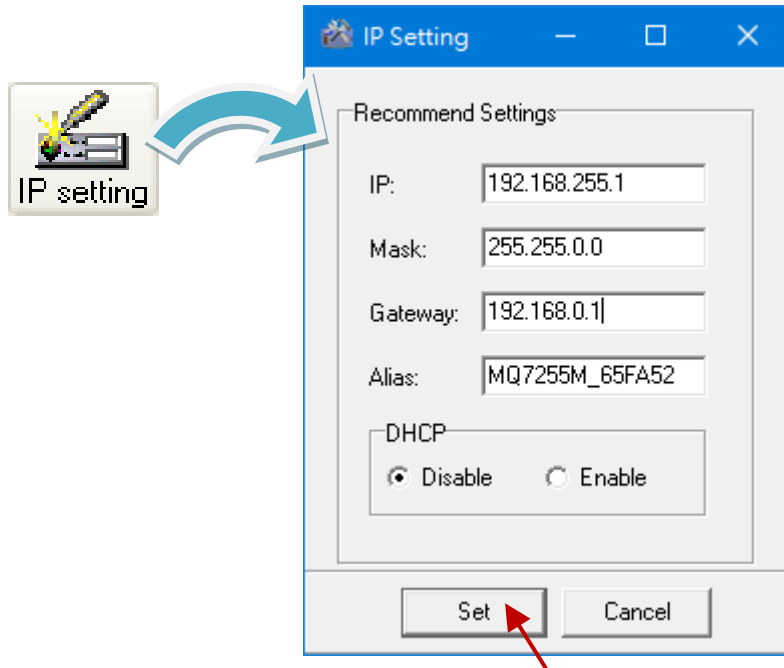 IP Setting
IP setting
Recommend Settings
IP: 192.168.255.1
Mask: 255.255.0.0
Gateway: 192.168.0.1
Alias: MQ7255M_65FA52
DHCP
Disable Enable
Set Cancel